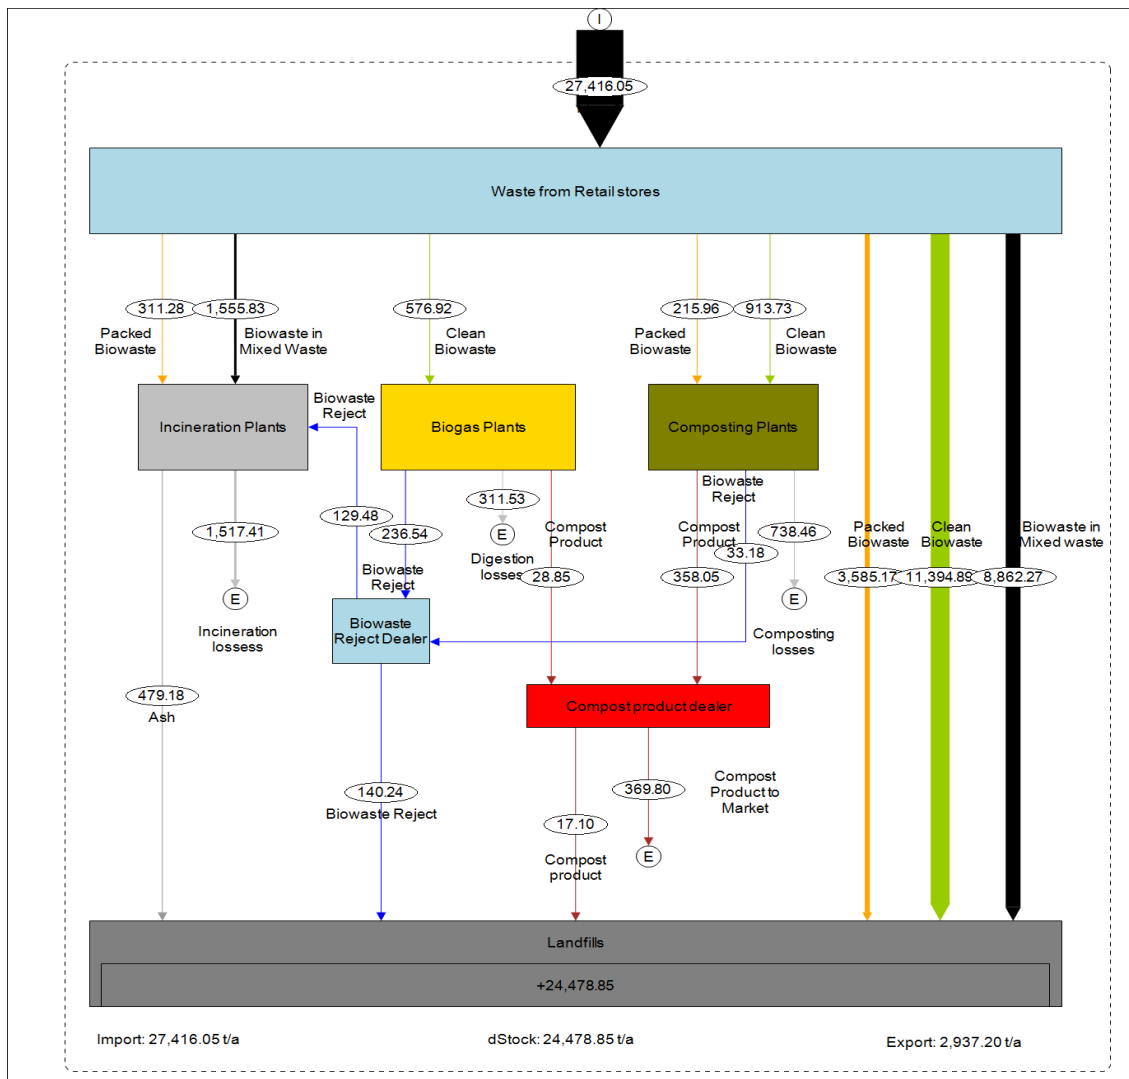 I
27,416.05
Waste from Retail stores
311.28
1,555.83
576.92
215.96
913.73
Packed
Biowaste
Biowaste in
Mixed Waste
Clean
Biowaste
Packed
Biowaste
Clean
Biowaste
Biowaste
Reject
Incineration Plants
Biogas Plants
Composting Plants
Biowaste
Reject
311.53
129.48
1,517.41
236.54
E
Digestion
losses
Compost
Product
Compost
Product
33.18
738.46
Packed
Biowaste
Clean
Biowaste
Biowaste in
Mixed waste
Biowaste
Reject
28.85
358.05
3,585.17
11,394.89
8,862.27
E
Incineration
lossess
Biowaste
Reject Dealer
E
Composting
losses
479.18
Ash
Compost product dealer
140.24
Biowaste Reject
369.80
Compost
Product to
Market
17.10
E
Compost
product
Landfills
+24,478.85
Import: 27,416.05 t/a
dStock: 24,478.85 t/a
Export: 2,937.20 t/a